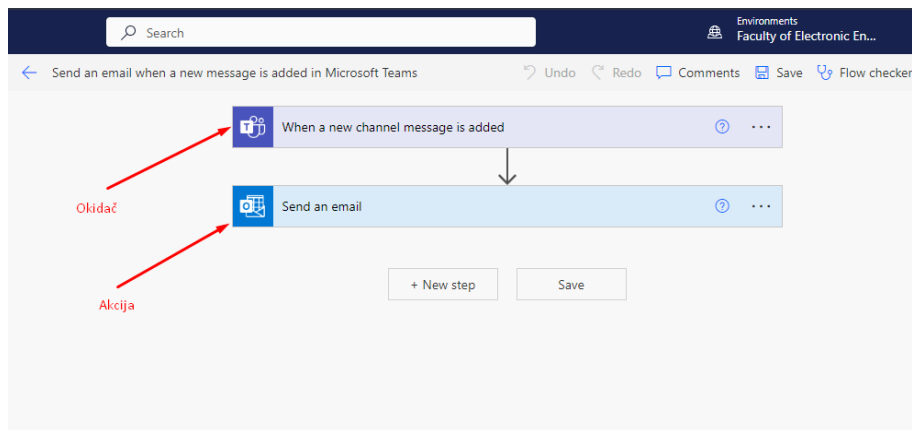 Search
Environments
Faculty of Electronic En...
Send an email when a new message is added in Microsoft Teams
Undo
Redo
Comments
Save
Flow checker
When a new channel message is added
Okidač
Send an email
Akcija
+ New step
Save